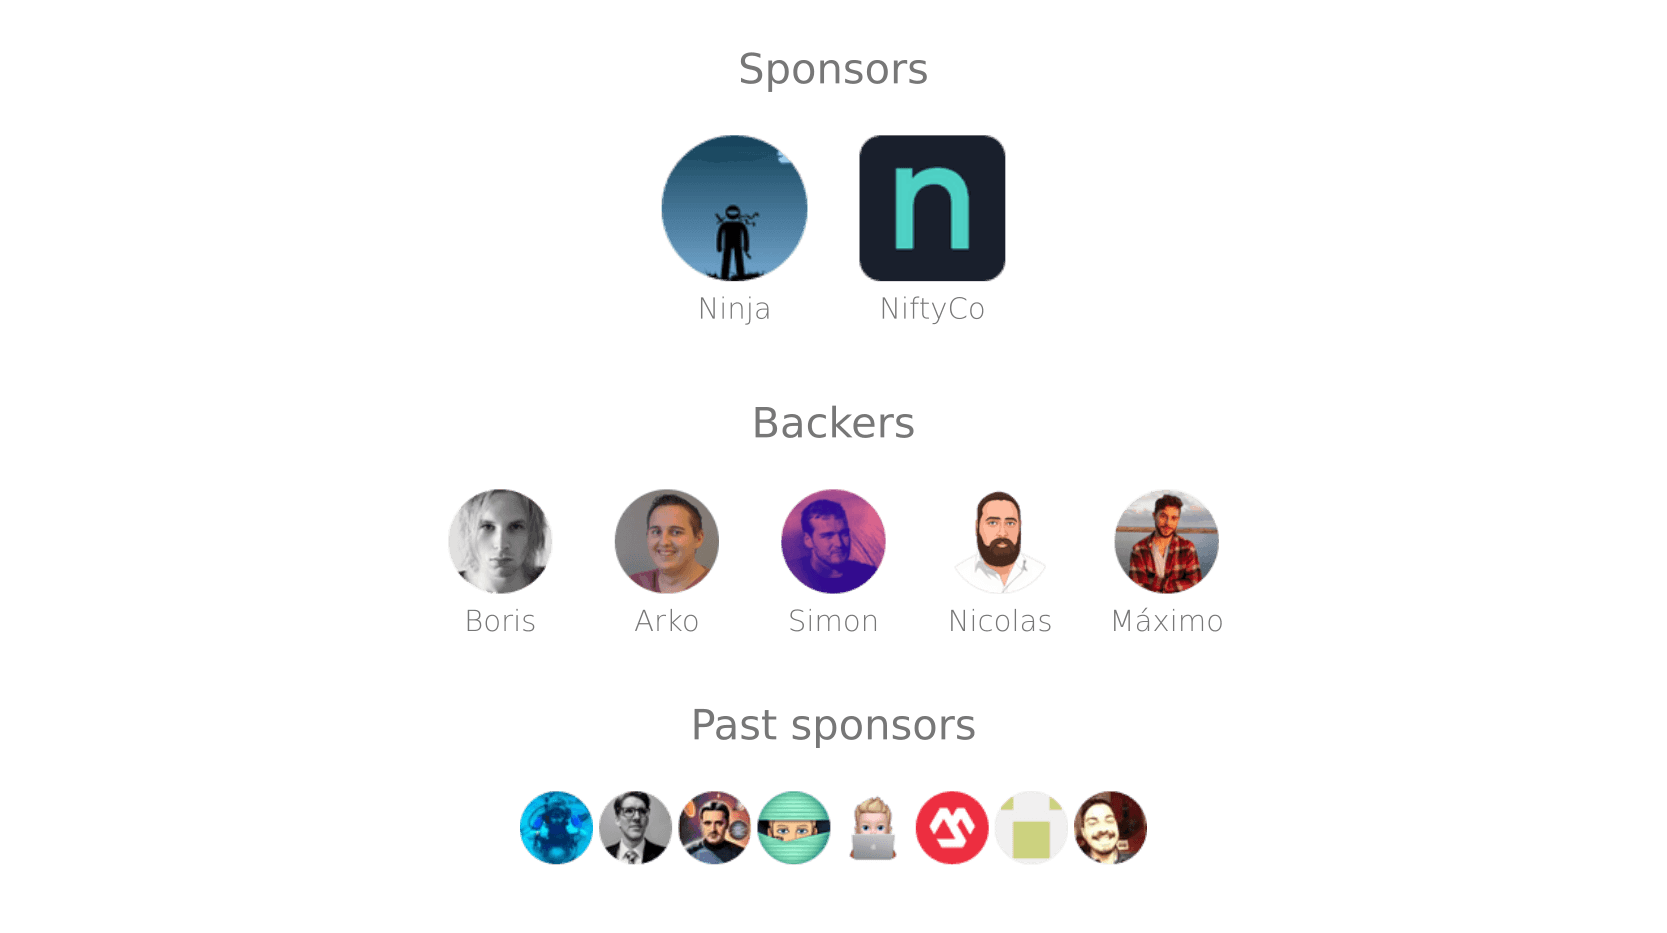 Sponsors
n
Ninja NiftyCo
Backers
Boris Arko Simon Nicolas Máximo
Past sponsors